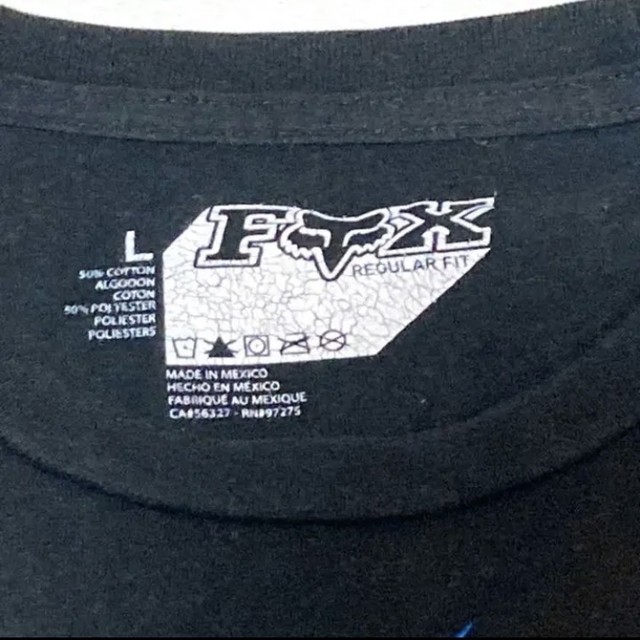 FOX
REGULAR FIT
L
50% COTTON
ALGODON
COTON
50% POLYESTER
POLIESTER
POLIESTERS
MADE IN MEXICO
HECHO EN MÉXICO
FABRIQUE AU MEXIQUE
CA#56327 - RN#97275